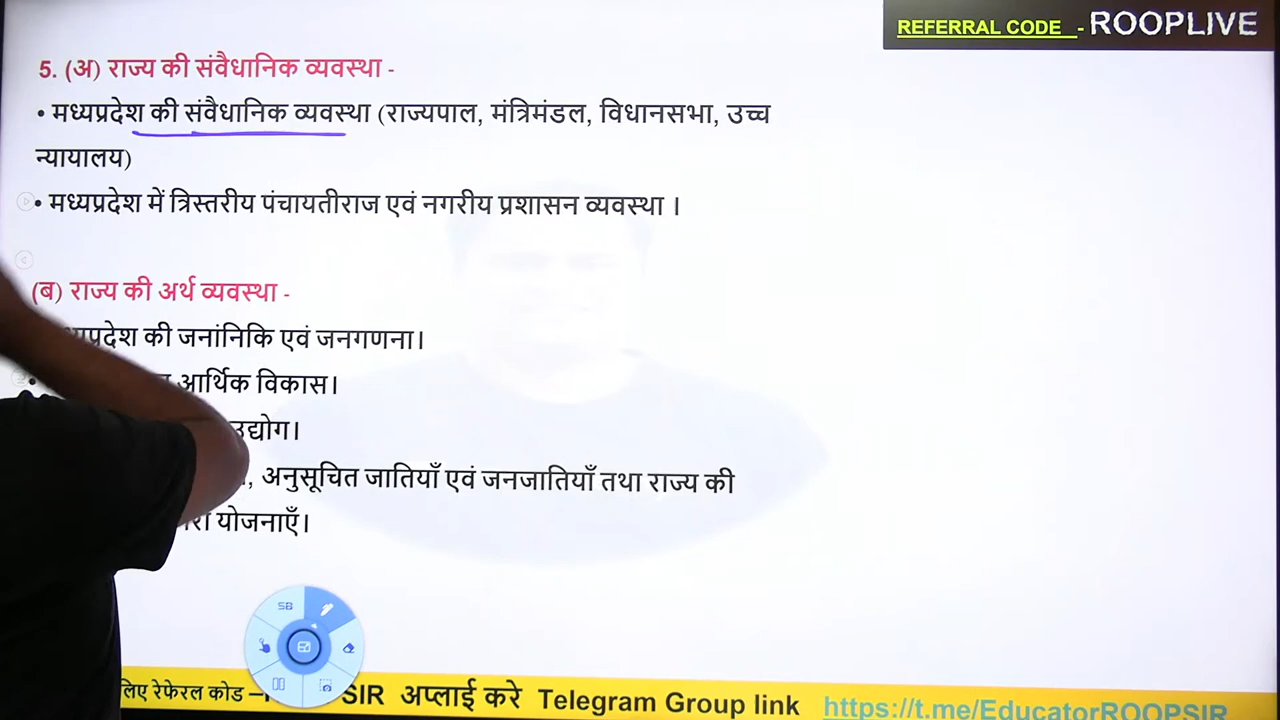 REFERRAL CODE - ROOPLIVE
5. (अ) राज्य की संवैधानिक व्यवस्था -
• मध्यप्रदेश की संवैधानिक व्यवस्था (राज्यपाल, मंत्रिमंडल, विधानसभा, उच्च
न्यायालय)
• मध्यप्रदेश में त्रिस्तरीय पंचायतीराज एवं नगरीय प्रशासन व्यवस्था ।
(ब) राज्य की अर्थ व्यवस्था -
की जनांनिकि एवं जनगणना।
• आर्थिक विकास।
उद्योग।
, अनुसूचित जातियाँ एवं जनजातियाँ तथा राज्य की
योजनाएँ।
SB
रेफेरल कोड – SIR अप्लाई करे Telegram Group link https://t.me/EducatorROOPSIR